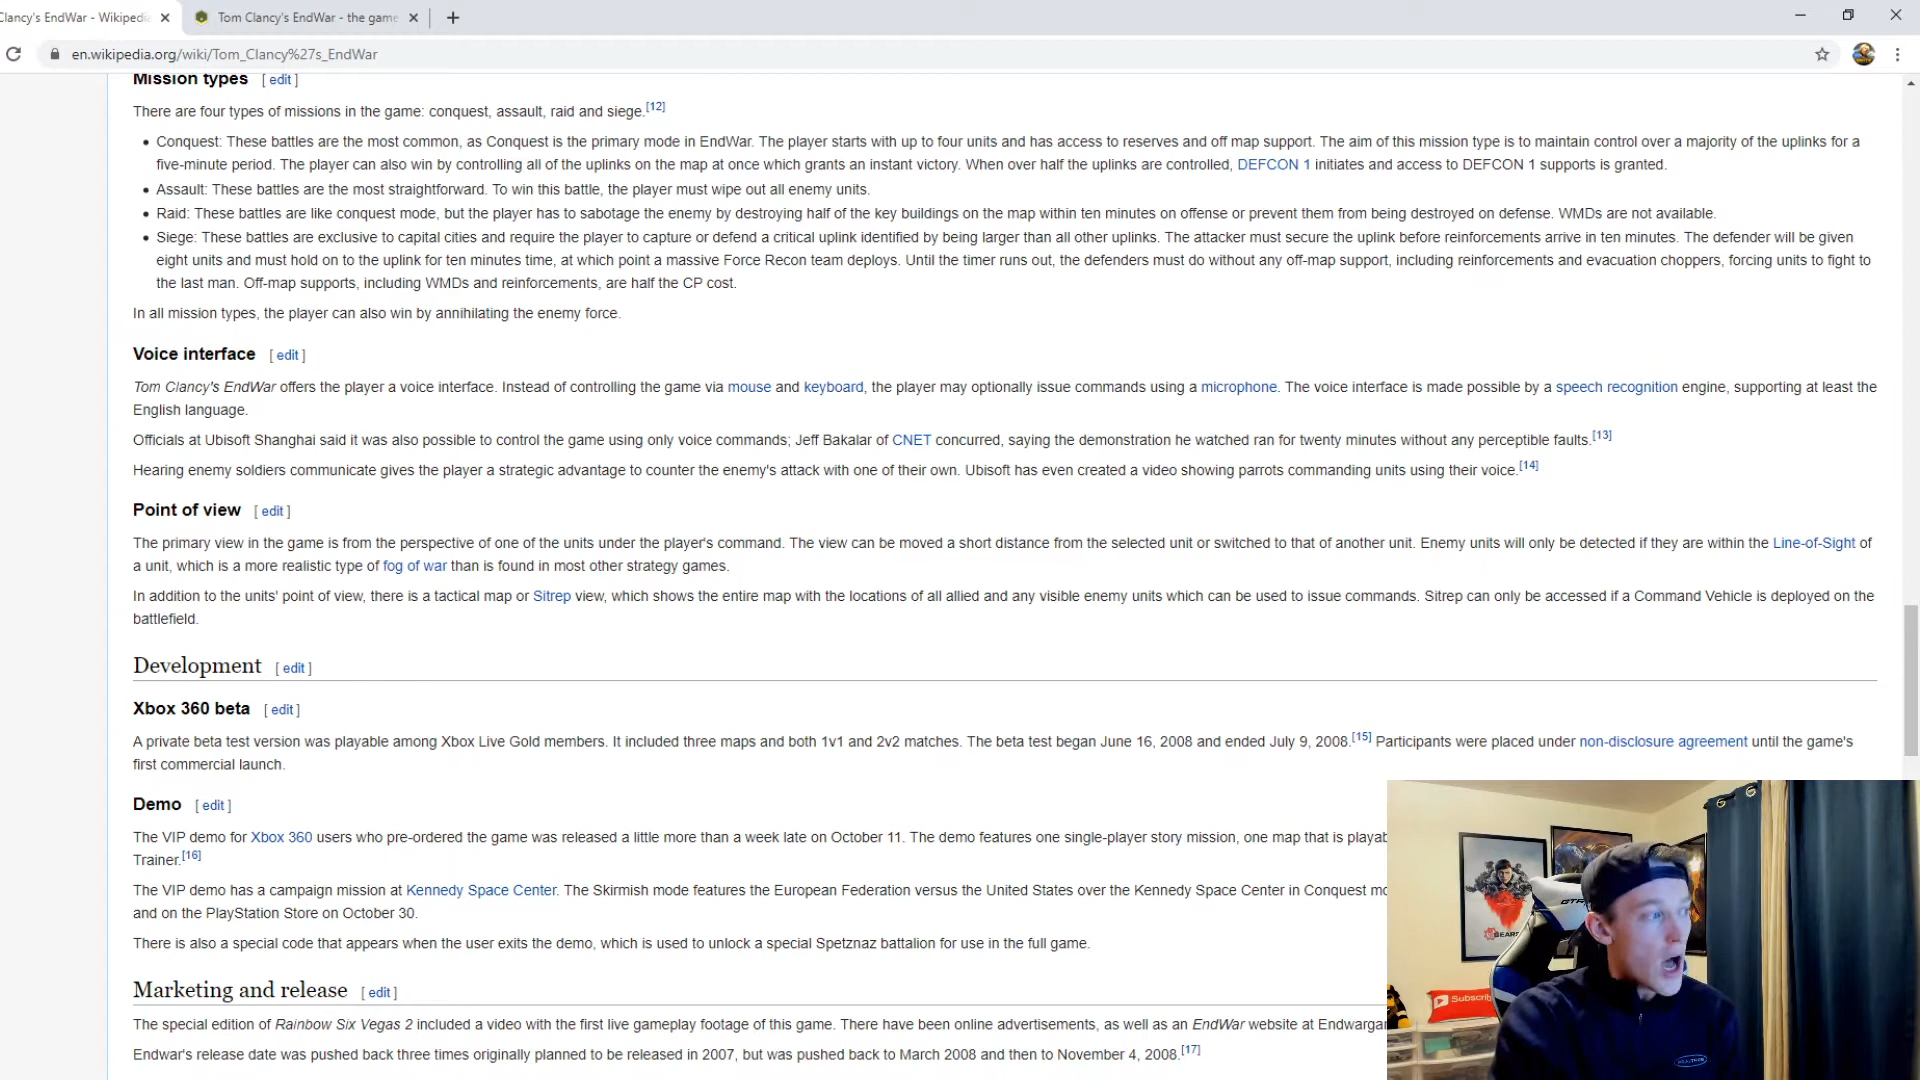 Clancy's EndWar - Wikipedi
Tom Clancy's EndWar - the game
en.wikipedia.org/wiki/Tom_Clancy%27s_EndWar
Mission types [ edit ]
There are four types of missions in the game: conquest, assault, raid and siege.[12]
• Conquest: These battles are the most common, as Conquest is the primary mode in EndWar. The player starts with up to four units and has access to reserves and off map support. The aim of this mission type is to maintain control over a majority of the uplinks for a
five-minute period. The player can also win by controlling all of the uplinks on the map at once which grants an instant victory. When over half the uplinks are controlled, DEFCON 1 initiates and access to DEFCON 1 supports is granted.
• Assault: These battles are the most straightforward. To win this battle, the player must wipe out all enemy units.
• Raid: These battles are like conquest mode, but the player has to sabotage the enemy by destroying half of the key buildings on the map within ten minutes on offense or prevent them from being destroyed on defense. WMDs are not available.
• Siege: These battles are exclusive to capital cities and require the player to capture or defend a critical uplink identified by being larger than all other uplinks. The attacker must secure the uplink before reinforcements arrive in ten minutes. The defender will be given
eight units and must hold on to the uplink for ten minutes time, at which point a massive Force Recon team deploys. Until the timer runs out, the defenders must do without any off-map support, including reinforcements and evacuation choppers, forcing units to fight to
the last man. Off-map supports, including WMDs and reinforcements, are half the CP cost.
In all mission types, the player can also win by annihilating the enemy force.
Voice interface [ edit ]
Tom Clancy's EndWar offers the player a voice interface. Instead of controlling the game via mouse and keyboard, the player may optionally issue commands using a microphone. The voice interface is made possible by a speech recognition engine, supporting at least the
English language.
Officials at Ubisoft Shanghai said it was also possible to control the game using only voice commands; Jeff Bakalar of CNET concurred, saying the demonstration he watched ran for twenty minutes without any perceptible faults.[13]
Hearing enemy soldiers communicate gives the player a strategic advantage to counter the enemy's attack with one of their own. Ubisoft has even created a video showing parrots commanding units using their voice.[14]
Point of view [ edit ]
The primary view in the game is from the perspective of one of the units under the player's command. The view can be moved a short distance from the selected unit or switched to that of another unit. Enemy units will only be detected if they are within the Line-of-Sight of
a unit, which is a more realistic type of fog of war than is found in most other strategy games.
In addition to the units' point of view, there is a tactical map or Sitrep view, which shows the entire map with the locations of all allied and any visible enemy units which can be used to issue commands. Sitrep can only be accessed if a Command Vehicle is deployed on the
battlefield.
Development [ edit ]
Xbox 360 beta [ edit ]
A private beta test version was playable among Xbox Live Gold members. It included three maps and both 1v1 and 2v2 matches. The beta test began June 16, 2008 and ended July 9, 2008.[15] Participants were placed under non-disclosure agreement until the game's
first commercial launch.
Demo [ edit ]
The VIP demo for Xbox 360 users who pre-ordered the game was released a little more than a week late on October 11. The demo features one single-player story mission, one map that is playab
Trainer.[16]
The VIP demo has a campaign mission at Kennedy Space Center. The Skirmish mode features the European Federation versus the United States over the Kennedy Space Center in Conquest mo
and on the PlayStation Store on October 30.
There is also a special code that appears when the user exits the demo, which is used to unlock a special Spetznaz battalion for use in the full game.
Marketing and release [ edit ]
The special edition of Rainbow Six Vegas 2 included a video with the first live gameplay footage of this game. There have been online advertisements, as well as an EndWar website at Endwargan
Endwar's release date was pushed back three times originally planned to be released in 2007, but was pushed back to March 2008 and then to November 4, 2008.[17]
GEARS
Subscrib